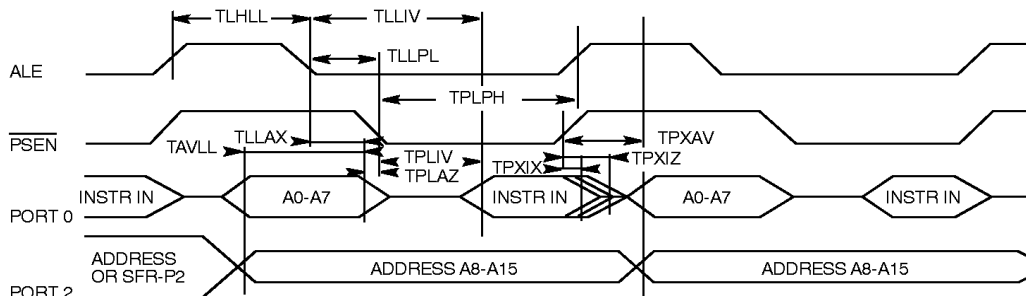 TLHLL TLLIV
TLLPL
ALE
TPLPH
TLLAX
TPXAV
PSEN
TAVLL
TPLIV
TPXIX TPXIZ
TPLAZ
INSTR IN A0-A7 INSTR IN A0-A7 INSTR IN
PORT 0
ADDRESS
OR SFR-P2
ADDRESS A8-A15 ADDRESS A8-A15
PORT 2